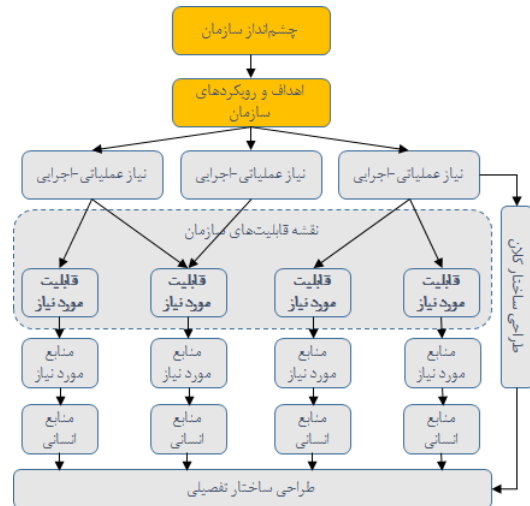 چشم‌انداز سازمان
اهداف و رویکردهای
سازمان
نیاز عملیاتی-اجرایی
نیاز عملیاتی-اجرایی
نیاز عملیاتی-اجرایی
نقشه قابلیت‌های سازمان
طراحی ساختار کلان
قابلیت
مورد نیاز
قابلیت
مورد نیاز
قابلیت
مورد نیاز
قابلیت
مورد نیاز
منابع
مورد نیاز
منابع
مورد نیاز
منابع
مورد نیاز
منابع
مورد نیاز
منابع
انسانی
منابع
انسانی
منابع
انسانی
منابع
انسانی
طراحی ساختار تفصیلی